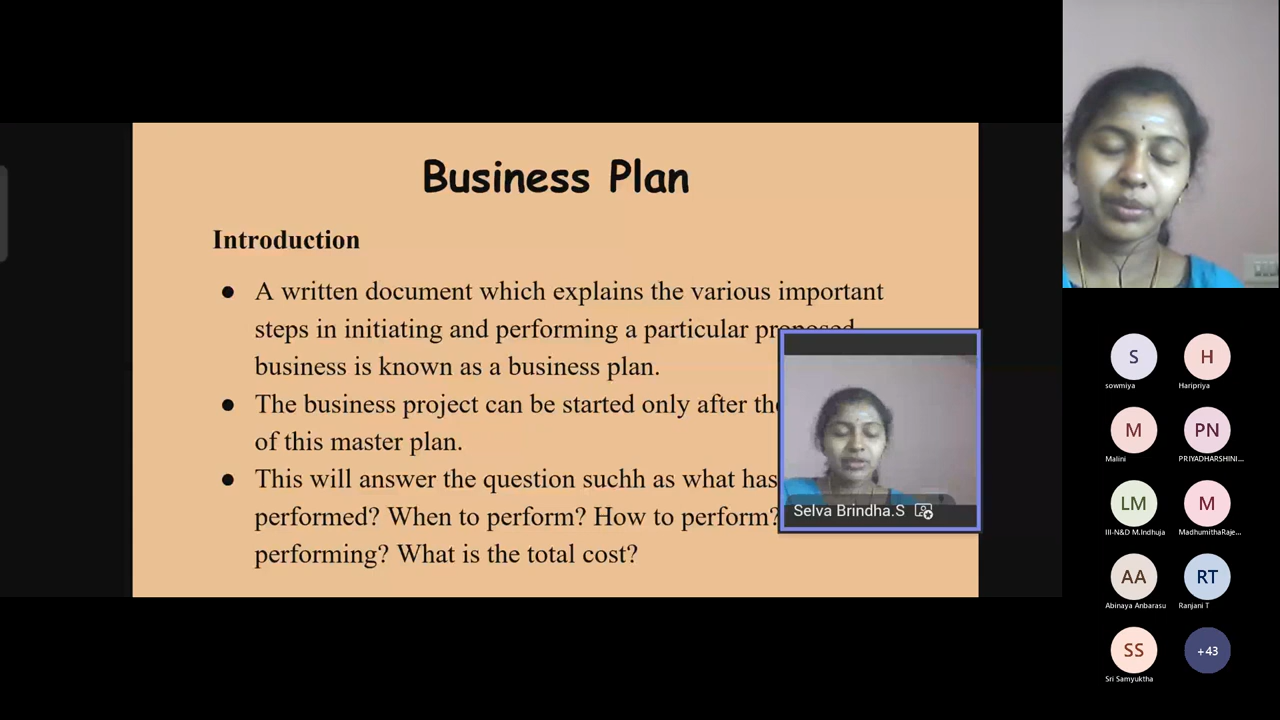 Business Plan
Introduction
● A written document which explains the various important
steps in initiating and performing a particular proposed
business is known as a business plan.
● The business project can be started only after the
of this master plan.
● This will answer the question suchh as what has
performed? When to perform? How to perform?
performing? What is the total cost?
Selva Brindha.S
S
H
sowmiya
Haripriya
M
PN
Malini
PRIYADHARSHINI...
LM
M
III-N&D M.Indhuja
MadhumithaRaje...
AA
RT
Abinaya Anbarasu
Ranjani T
SS
+43
Sri Samyuktha